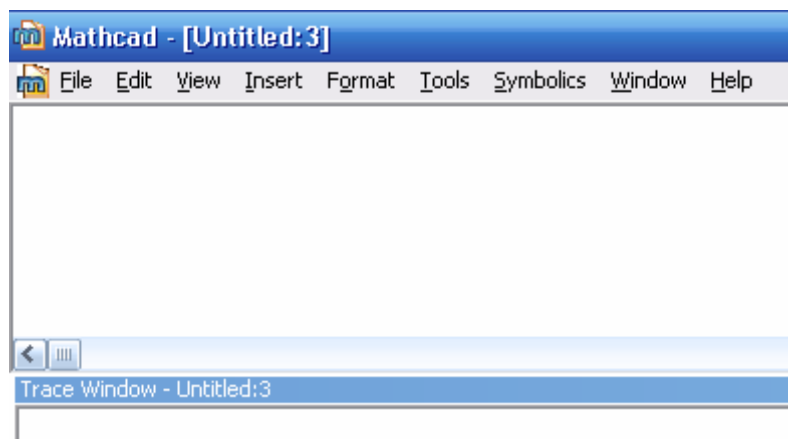 Mathcad - [Untitled:3]
File Edit View Insert Format Tools Symbolics Window Help
Trace Window - Untitled:3